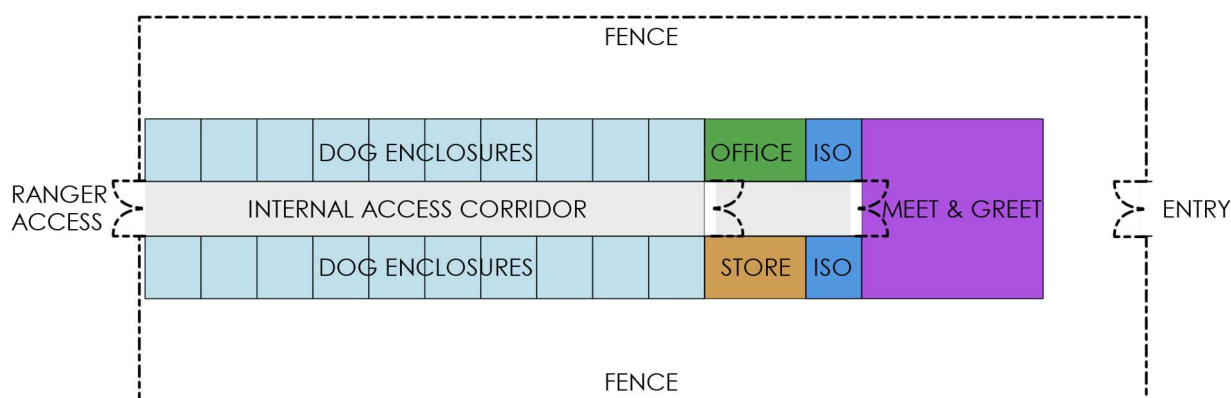 FENCE
DOG ENCLOSURES
OFFICE
ISO
RANGER
ACCESS
INTERNAL ACCESS CORRIDOR
MEET & GREET
ENTRY
DOG ENCLOSURES
STORE
ISO
FENCE